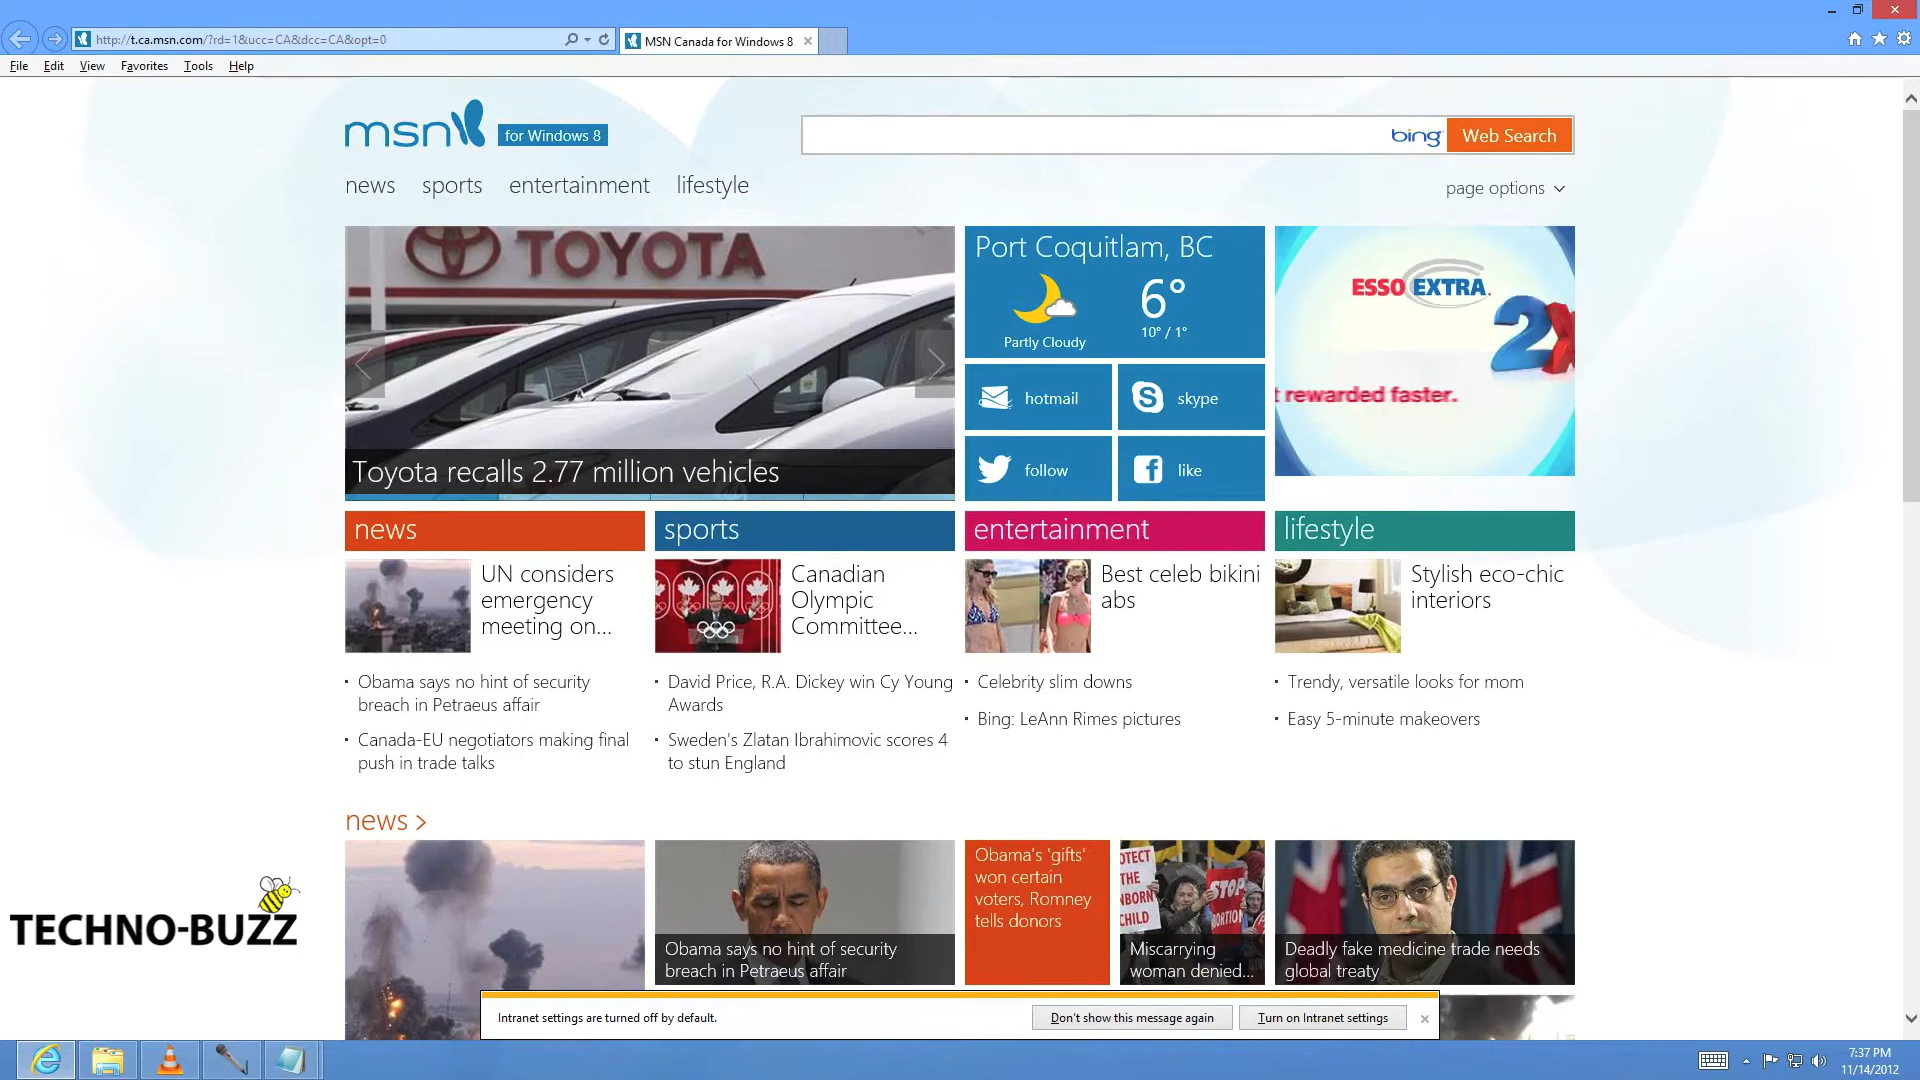 http://t.ca.msn.com/?rd=1&ucc=CA&dcc=CA&opt=0
MSN Canada for Windows 8
File Edit View Favorites Tools Help
msn for Windows 8
bing Web Search
news sports entertainment lifestyle
page options
TOYOTA
Toyota recalls 2.77 million vehicles
Port Coquitlam, BC
6°
10° / 1°
Partly Cloudy
hotmail
skype
follow
like
ESSO EXTRA
2x
t rewarded faster.
news
UN considers
emergency
meeting on...
Obama says no hint of security
breach in Petraeus affair
Canada-EU negotiators making final
push in trade talks
sports
Canadian
Olympic
Committee...
David Price, R.A. Dickey win Cy Young
Awards
Sweden's Zlatan Ibrahimovic scores 4
to stun England
entertainment
Best celeb bikini
abs
Celebrity slim downs
Bing: LeAnn Rimes pictures
lifestyle
Stylish eco-chic
interiors
Trendy, versatile looks for mom
Easy 5-minute makeovers
news >
Obama says no hint of security
breach in Petraeus affair
Obama's 'gifts'
won certain
voters, Romney
tells donors
THE
CHILD
STOP
Miscarrying
woman denied...
Deadly fake medicine trade needs
global treaty
TECHNO-BUZZ
Intranet settings are turned off by default.
Don't show this message again
Turn on Intranet settings
7:37 PM
11/14/2012